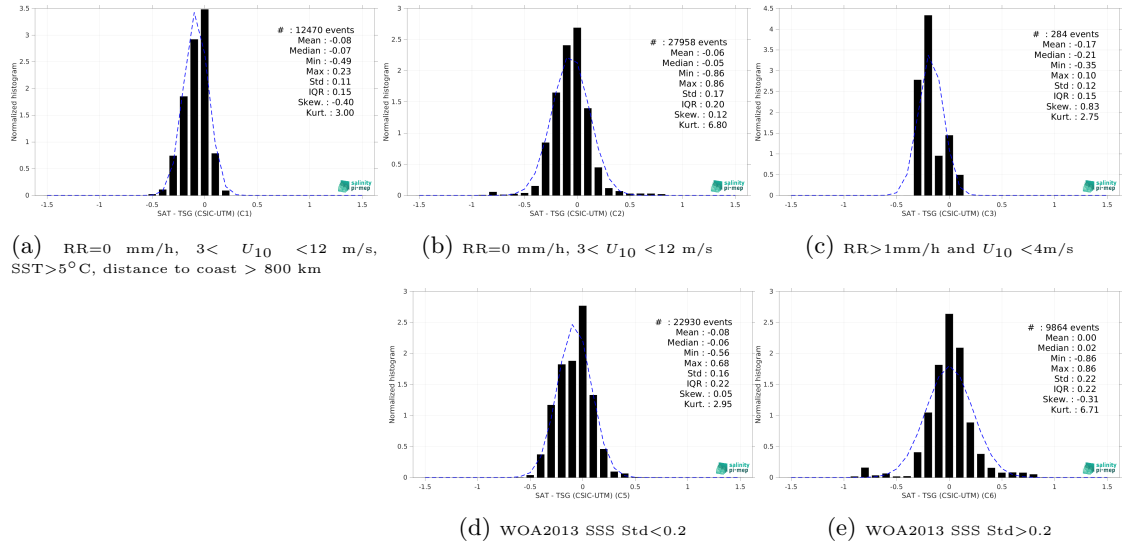 # : 12470 events
Mean : -0.08
Median : -0.07
Min : -0.49
Max : 0.23
Std : 0.11
IQR : 0.15
Skew. : -0.40
Kurt. : 3.00
Normalized histogram
3.5
3
2.5
2
1.5
1
0.5
0
-1.5 -1 -0.5 0 0.5 1 1.5
SAT - TSG (CSIC-UTM) (C1)
salinity
pi-mep
(a) RR=0 mm/h, 3< U10 <12 m/s,
SST>5°C, distance to coast > 800 km
# : 27958 events
Mean : -0.06
Median : -0.05
Min : -0.86
Max : 0.86
Std : 0.17
IQR : 0.20
Skew. : 0.12
Kurt. : 6.80
Normalized histogram
3
2.5
2
1.5
1
0.5
0
-1.5 -1 -0.5 0 0.5 1 1.5
SAT - TSG (CSIC-UTM) (C2)
salinity
pi-mep
(b) RR=0 mm/h, 3< U10 <12 m/s
# : 284 events
Mean : -0.17
Median : -0.21
Min : -0.35
Max : 0.10
Std : 0.12
IQR : 0.15
Skew. : 0.83
Kurt. : 2.75
Normalized histogram
4.5
4
3.5
3
2.5
2
1.5
1
0.5
0
-1.5 -1 -0.5 0 0.5 1 1.5
SAT - TSG (CSIC-UTM) (C3)
salinity
pi-mep
(c) RR>1mm/h and U10 <4m/s
# : 22930 events
Mean : -0.08
Median : -0.06
Min : -0.56
Max : 0.68
Std : 0.16
IQR : 0.22
Skew. : 0.05
Kurt. : 2.95
Normalized histogram
3
2.5
2
1.5
1
0.5
0
-1.5 -1 -0.5 0 0.5 1 1.5
SAT - TSG (CSIC-UTM) (C5)
salinity
pi-mep
(d) WOA2013 SSS Std<0.2
# : 9864 events
Mean : 0.00
Median : 0.02
Min : -0.86
Max : 0.86
Std : 0.22
IQR : 0.22
Skew. : -0.31
Kurt. : 6.71
Normalized histogram
3
2.5
2
1.5
1
0.5
0
-1.5 -1 -0.5 0 0.5 1 1.5
SAT - TSG (CSIC-UTM) (C6)
salinity
pi-mep
(e) WOA2013 SSS Std>0.2